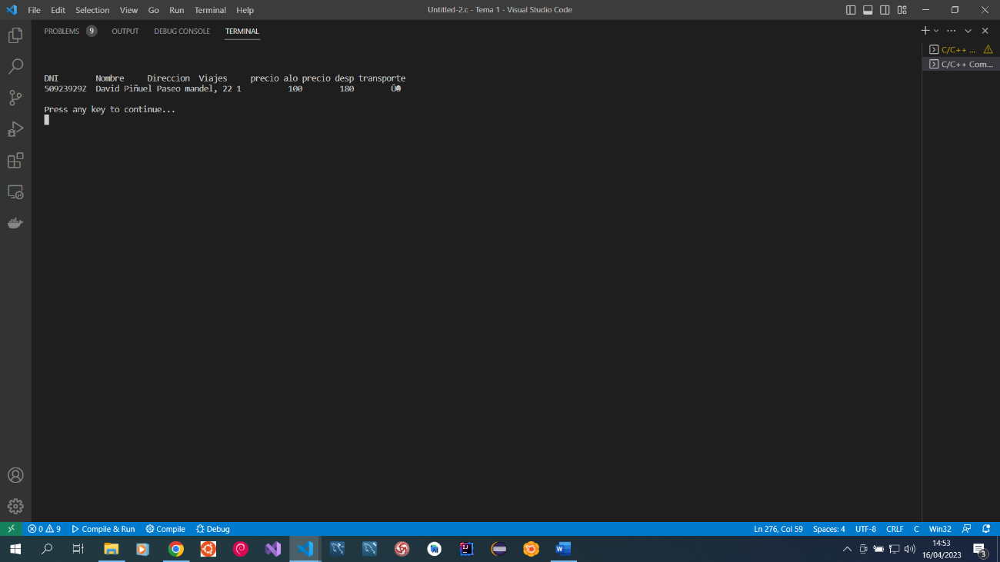 File Edit Selection View Go Run Terminal Help
Untitled-2.c - Tema 1 - Visual Studio Code
PROBLEMS 9 OUTPUT DEBUG CONSOLE TERMINAL
C/C++ ...
C/C++ Com...
DNI Nombre Direccion Viajes precio alo precio desp transporte
50923929Z David Piñuel Paseo mandel, 22 1 100 180
Press any key to continue...
0 9 Compile & Run Compile Debug
Ln 276, Col 59 Spaces: 4 UTF-8 CRLF C Win32
14:53
16/04/2023
3